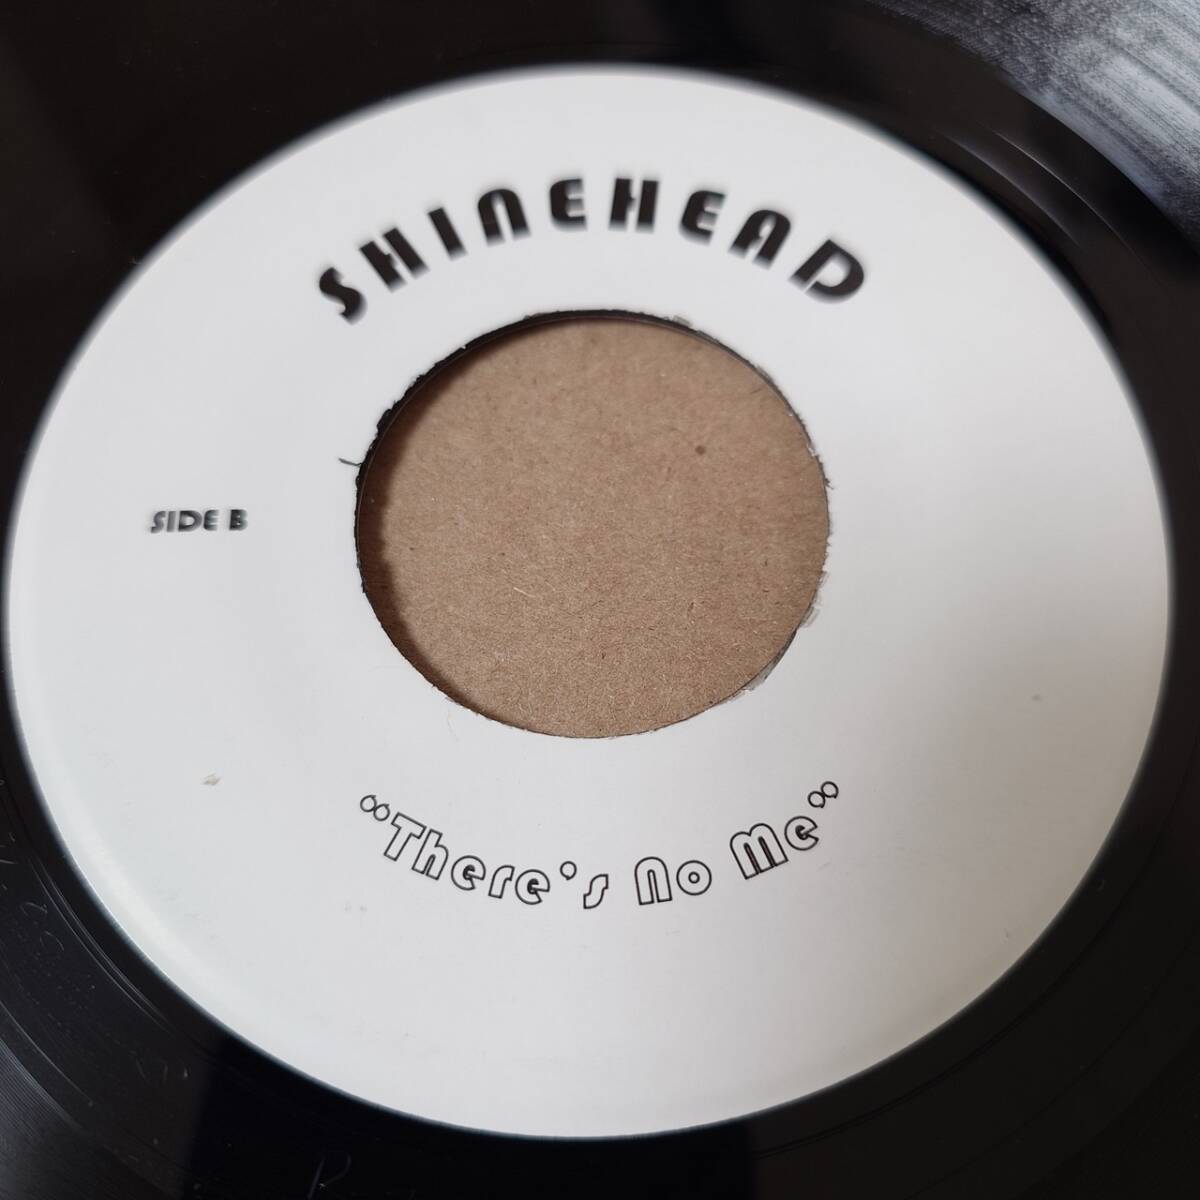 SHINEHEAD
SIDE B
“There's No Me”